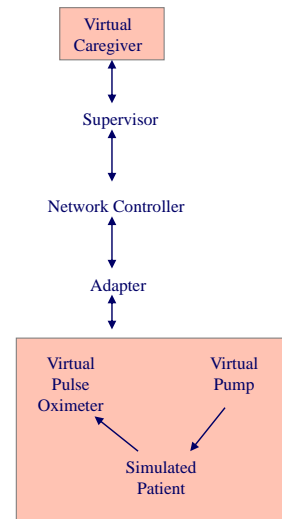 Virtual
Caregiver
Supervisor
Network Controller
Adapter
Virtual
Pulse
Oximeter
Virtual
Pump
Simulated
Patient